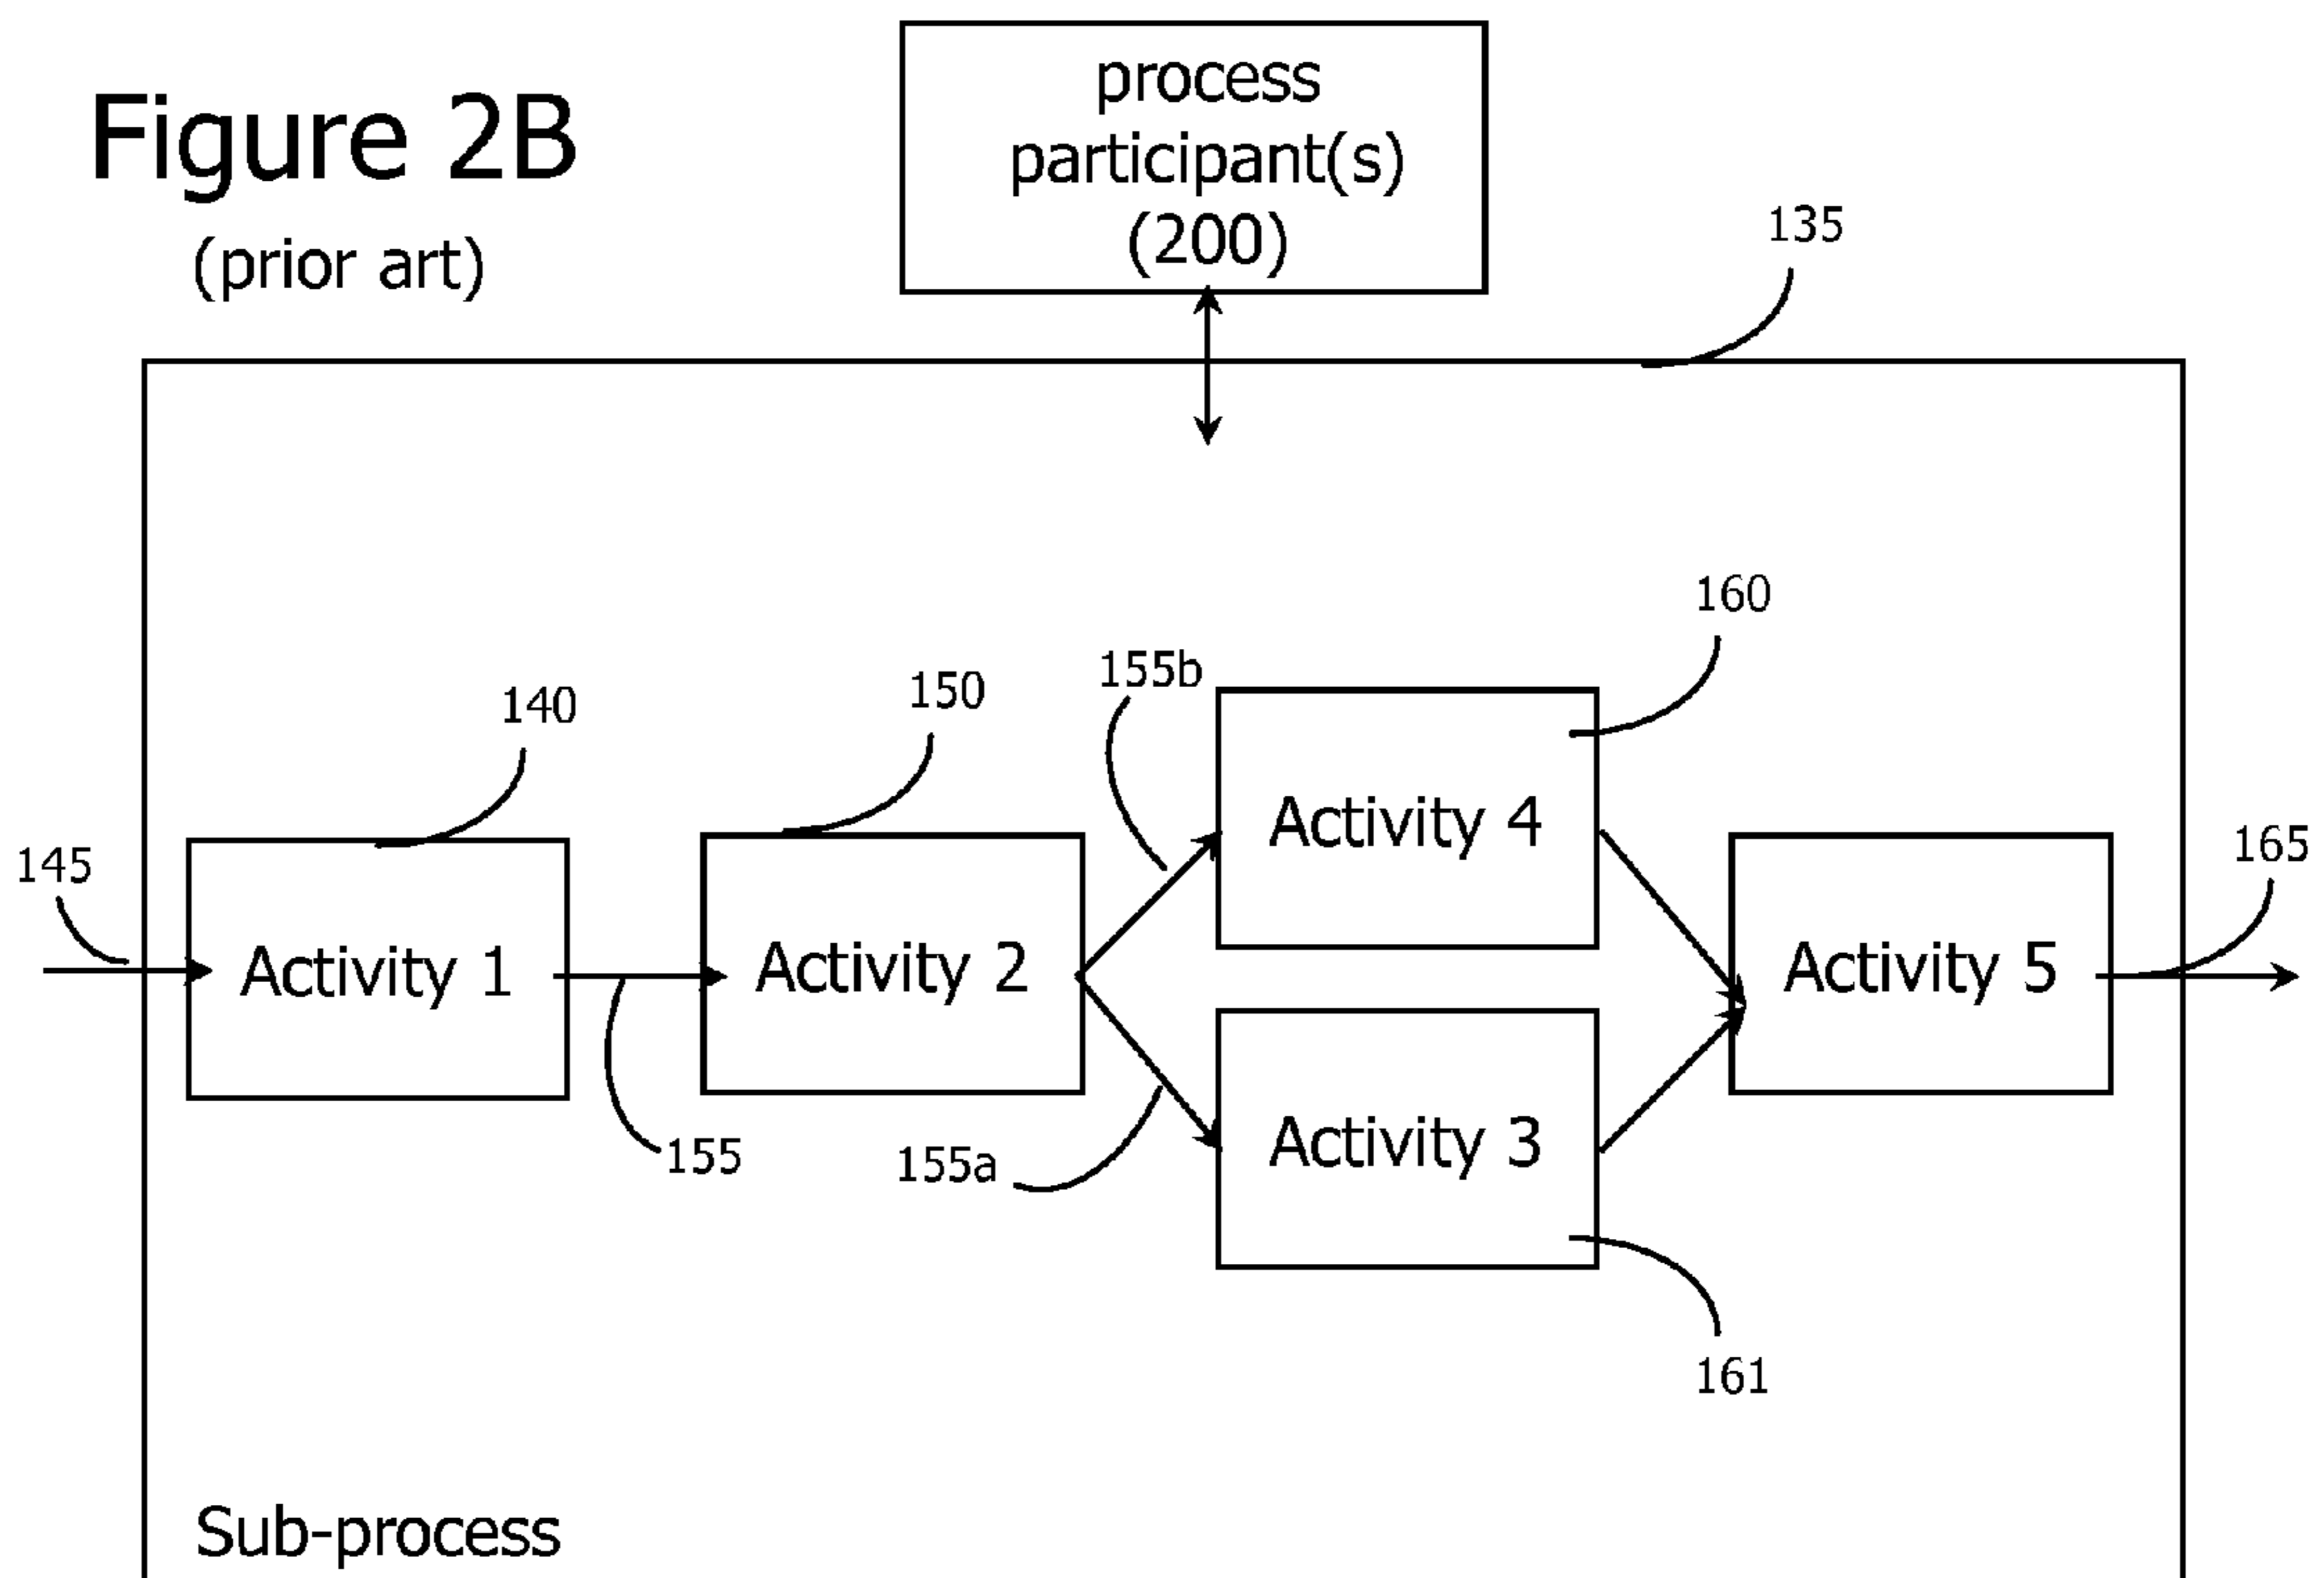 Figure 2B
(prior art)
process
participant(s)
(200)
135
160
155b
150
140
Activity 4
145
165
Activity 1
Activity 2
Activity 5
155
155a
Activity 3
161
Sub-process